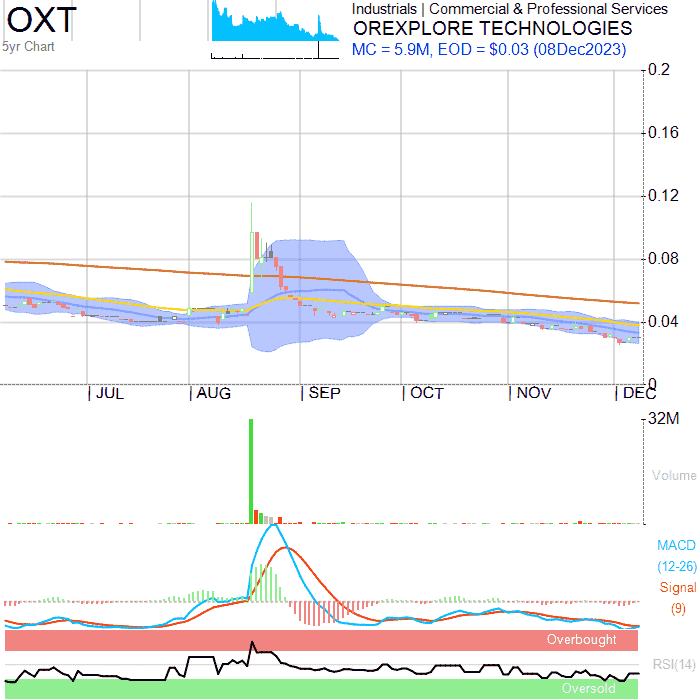 OXT
5yr Chart
Industrials | Commercial & Professional Services
OREXPLORE TECHNOLOGIES
MC = 5.9M, EOD = $0.03 (08Dec2023)
0.2
0.16
0.12
0.08
0.04
0
JUL AUG SEP OCT NOV DEC
32M
Volume
MACD
(12-26)
Signal
(9)
Overbought
RSI(14)
Oversold